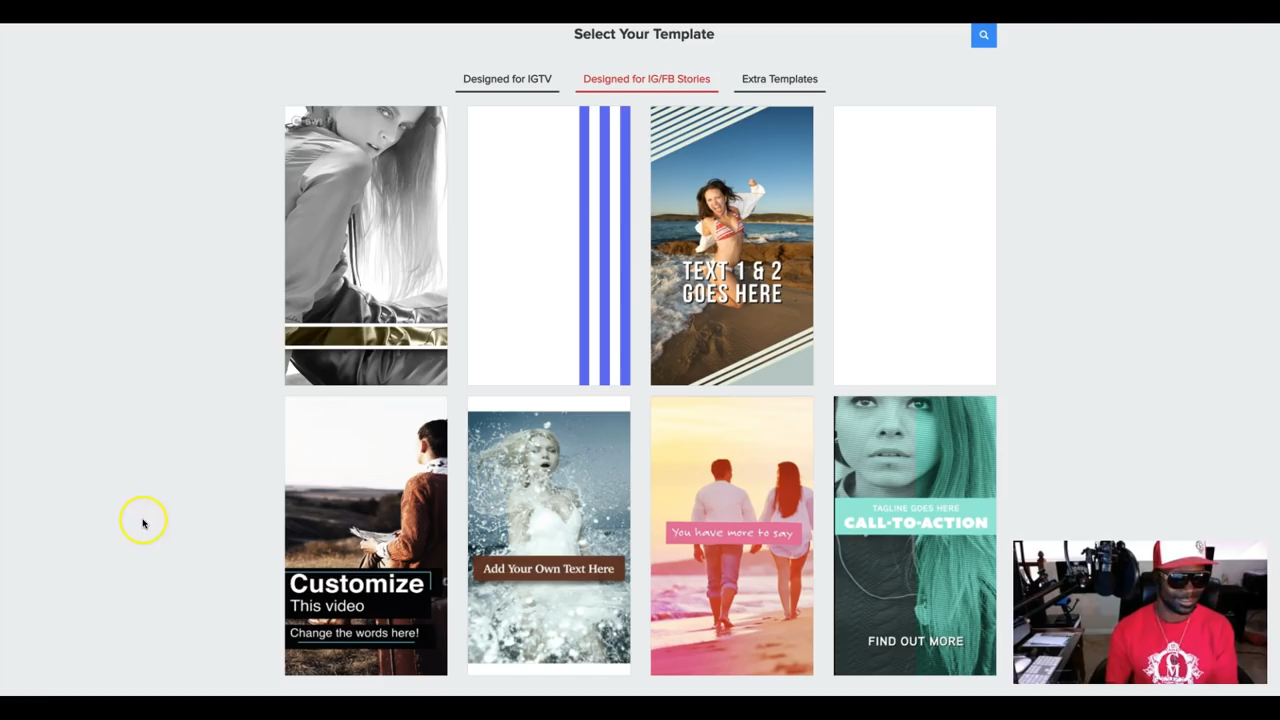 Select Your Template
Designed for IGTV
Designed for IG/FB Stories
Extra Templates
TEXT 1 & 2
GOES HERE
Customize
This video
Change the words here!
Add Your Own Text Here
You have more to say
TAGLINE GOES HERE
CALL-TO-ACTION
FIND OUT MORE